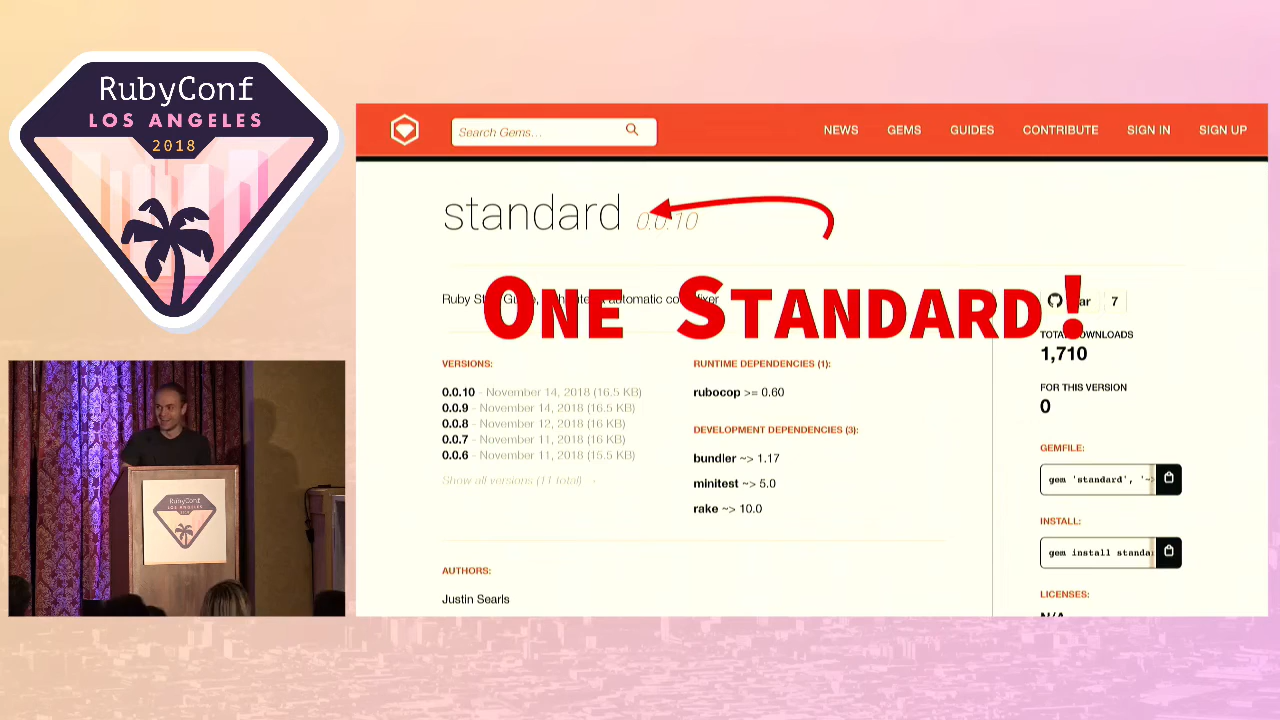 RubyConf
LOS ANGELES
2018
Search Gems...
NEWS
GEMS
GUIDES
CONTRIBUTE
SIGN IN
SIGN UP
standard 0.0.10
One Standard!
Ruby
automatic
7
TOTAL DOWNLOADS
1,710
FOR THIS VERSION
0
VERSIONS:
0.0.10 - November 14, 2018 (16.5 KB)
0.0.9 - November 14, 2018 (16.5 KB)
0.0.8 - November 12, 2018 (16 KB)
0.0.7 - November 11, 2018 (16 KB)
0.0.6 - November 11, 2018 (15.5 KB)
Show all versions (11 total) →
RUNTIME DEPENDENCIES (1):
rubocop >= 0.60
DEVELOPMENT DEPENDENCIES (3):
bundler ~> 1.17
minitest ~> 5.0
rake ~> 10.0
AUTHORS:
Justin Searls
GEMFILE:
gem 'standard', '~>
INSTALL:
gem install standa
LICENSES:
N/A
RubyConf
LOS ANGELES
2018